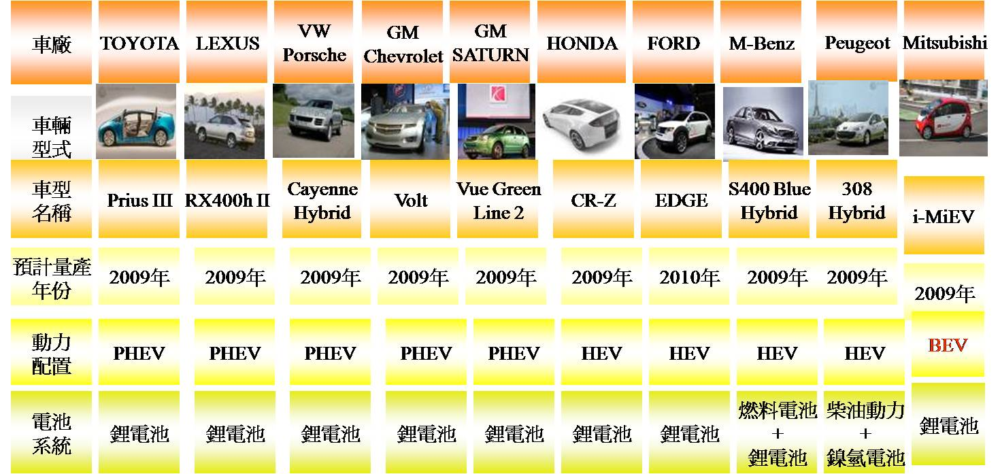 車廠 TOYOTA LEXUS VW Porsche GM Chevrolet GM SATURN HONDA FORD M-Benz Peugeot Mitsubishi
車輛型式
車型名稱 Prius III RX400h II Cayenne Hybrid Volt Vue Green Line 2 CR-Z EDGE S400 Blue Hybrid 308 Hybrid i-MiEV
預計量產年份 2009年 2009年 2009年 2009年 2009年 2009年 2010年 2009年 2009年 2009年
動力配置 PHEV PHEV PHEV PHEV PHEV HEV HEV HEV HEV BEV
電池系統 鋰電池 鋰電池 鋰電池 鋰電池 鋰電池 鋰電池 鋰電池 燃料電池+鋰電池 柴油動力+鎳氫電池 鋰電池